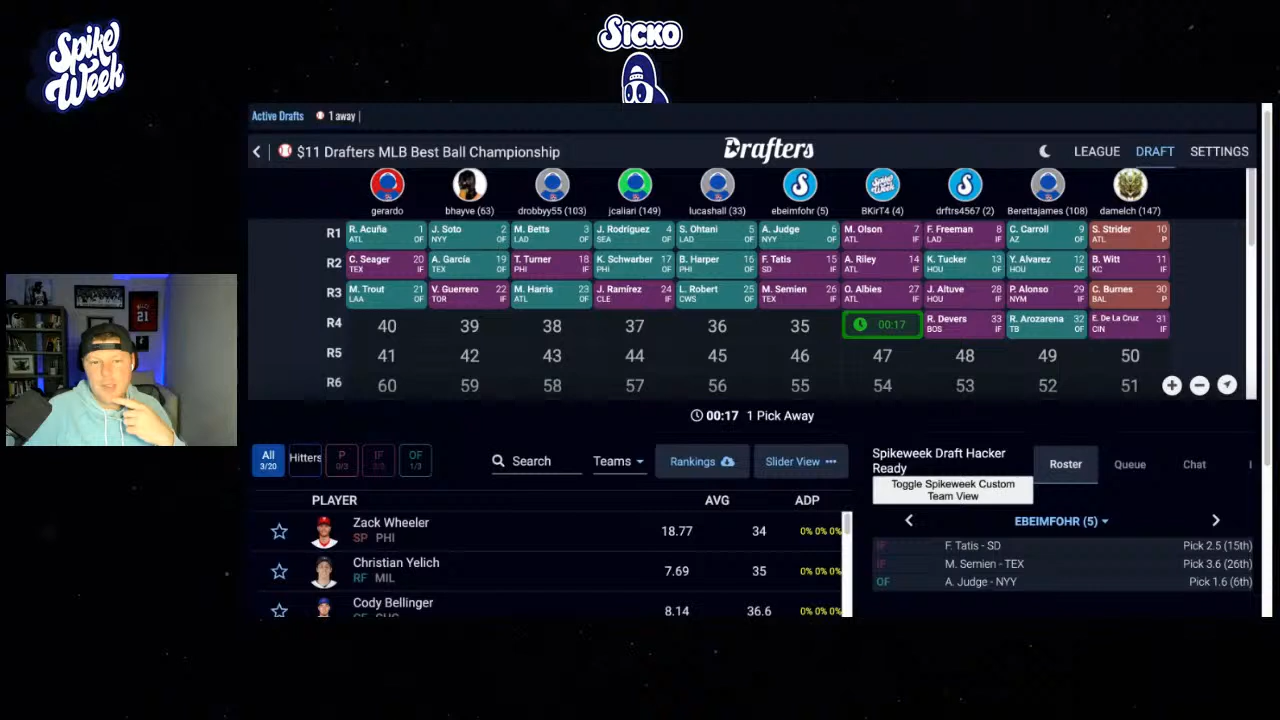 Spike Week
SICKO
Active Drafts 1 away |
$11 Drafters MLB Best Ball Championship
Drafters
LEAGUE DRAFT SETTINGS
gerardo bhayve (63) drobby55 (103) jcaliari (149) lucashall (33) ebeimfohr (5) BKirT4 (4) drftrs4567 (2) Berettajames (108) damelch (147)
R1
R. Acuña 1 ATL OF
J. Soto 2 NYY OF
M. Betts 3 LAD OF
J. Rodríguez 4 SEA OF
S. Ohtani 5 LAD OF
A. Judge 6 NYY OF
M. Olson 7 ATL IF
F. Freeman 8 LAD IF
C. Carroll 9 AZ OF
S. Strider 10 ATL P
R2
C. Seager 20 TEX IF
A. García 19 TEX OF
T. Turner 18 PHI IF
K. Schwarber 17 PHI OF
B. Harper 16 PHI OF
F. Tatis 15 SD IF
A. Riley 14 ATL IF
K. Tucker 13 HOU OF
Y. Alvarez 12 HOU OF
B. Witt 11 KC IF
R3
M. Trout 21 LAA OF
V. Guerrero 22 TOR IF
M. Harris 23 ATL OF
J. Ramírez 24 CLE IF
L. Robert 25 CWS OF
M. Semien 26 TEX IF
O. Albies 27 ATL IF
J. Altuve 28 HOU IF
P. Alonso 29 NYM IF
C. Burnes 30 BAL P
R4 40 39 38 37 36 35 00:17
R. Devers 33 BOS IF
R. Arozarena 32 TB OF
E. De La Cruz 31 CIN IF
R5 41 42 43 44 45 46 47 48 49 50
R6 60 59 58 57 56 55 54 53 52 51
00:17 1 Pick Away
All 3/20
Hitters
P 0/3
IF
OF 1/3
Search
Teams
Rankings
Slider View
PLAYER AVG ADP
Zack Wheeler
SP PHI
18.77 34 0% 0% 0%
Christian Yelich
RF MIL
7.69 35 0% 0% 0%
Cody Bellinger
8.14 36.6 0% 0% 0%
Spikeweek Draft Hacker
Ready
Toggle Spikeweek Custom
Team View
Roster Queue Chat
EBEIMFOHR (5)
IF F. Tatis - SD Pick 2.5 (15th)
IF M. Semien - TEX Pick 3.6 (26th)
OF A. Judge - NYY Pick 1.6 (6th)